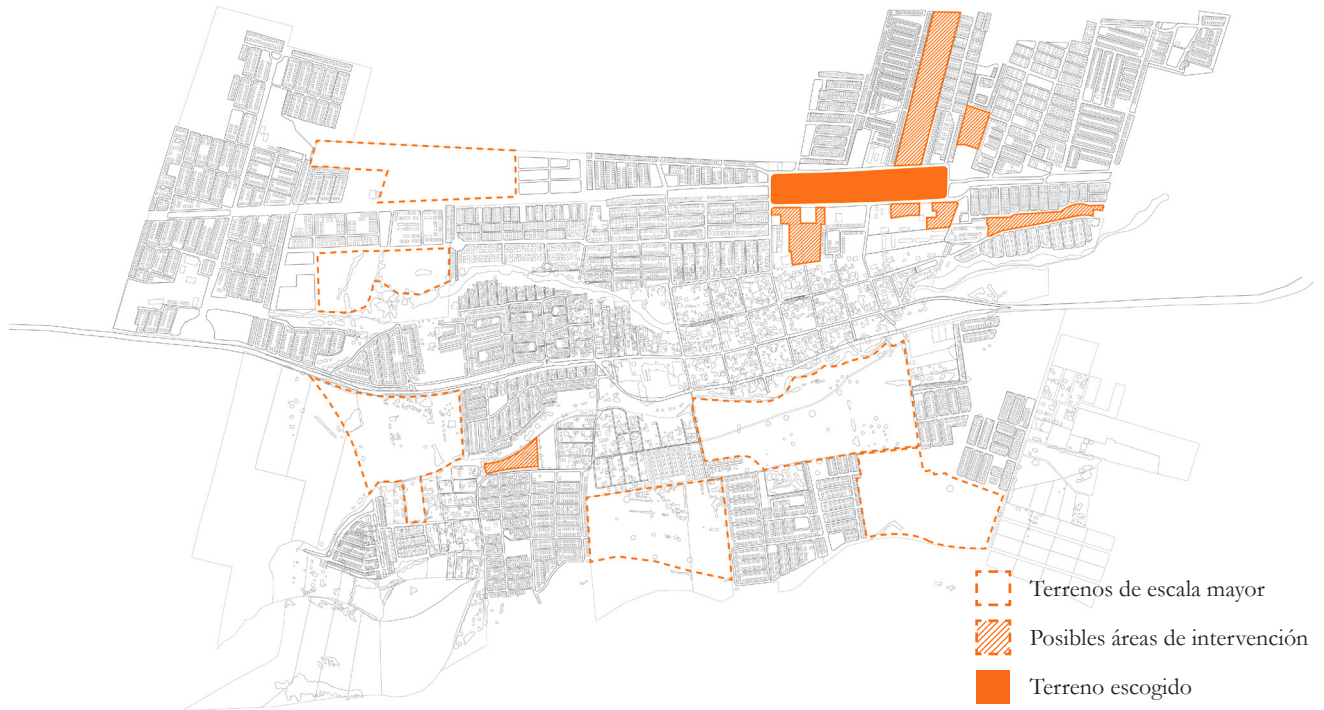 Terrenos de escala mayor
Posibles áreas de intervención
Terreno escogido